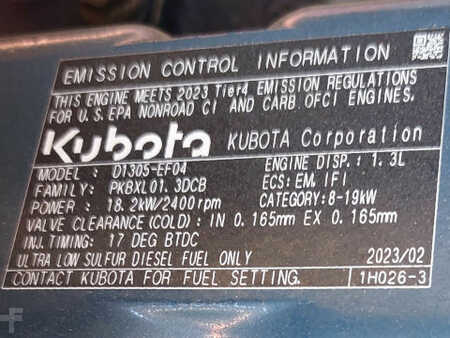 EMISSION CONTROL INFORMATION
THIS ENGINE MEETS 2023 Tier4 EMISSION REGULATIONS
FOR U.S.EPA NONROAD CI AND CARB OFCI ENGINES.
Kubota KUBOTA Corporation
MODEL : D1305-EF04 ENGINE DISP.: 1.3L
FAMILY : PKBXL01.3DCB ECS: EM, IFI
POWER : 18.2kW/2400rpm CATEGORY: 8-19kW
VALVE CLEARANCE (COLD) : IN 0.165mm EX 0.165mm
INJ. TIMING : 17 DEG BTDC
ULTRA LOW SULFUR DIESEL FUEL ONLY 2023/02
CONTACT KUBOTA FOR FUEL SETTING. 1H026-3